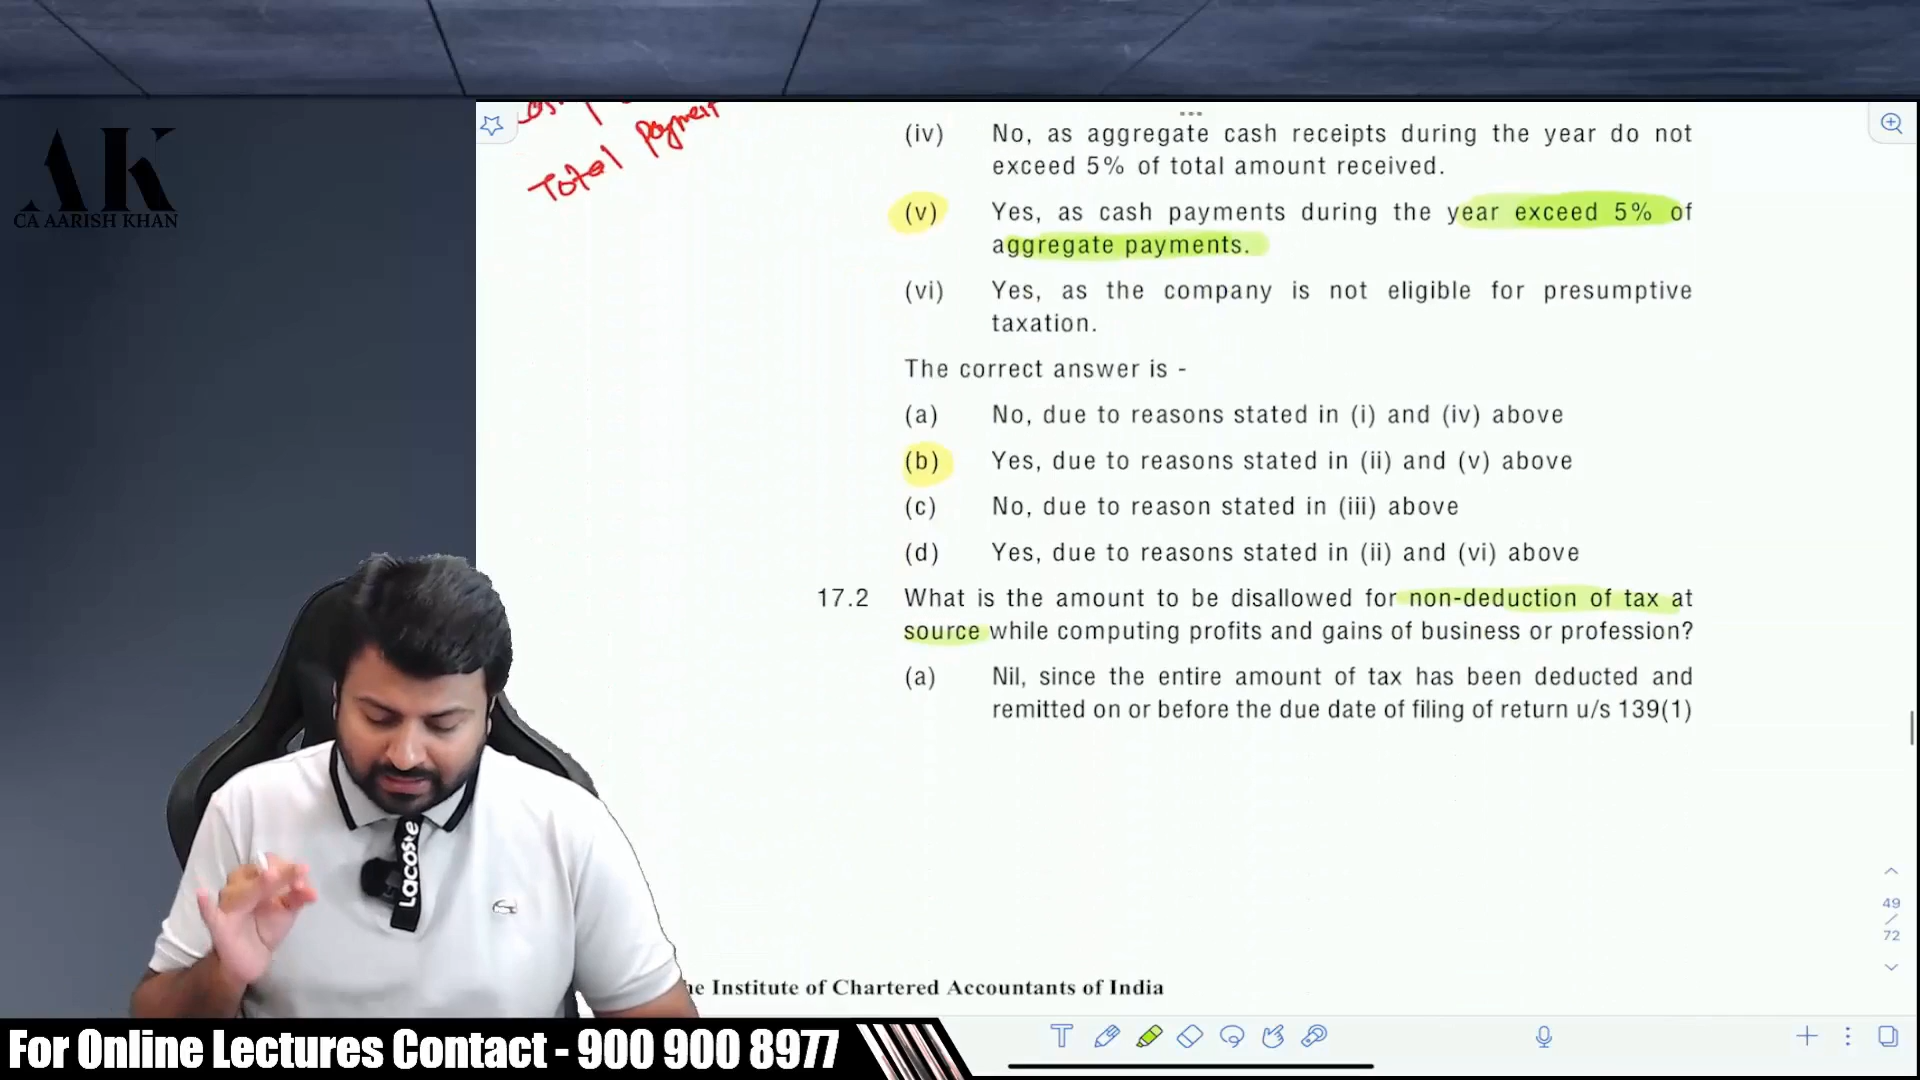 Payment
Total
AK
CA AARISH KHAN
(iv) No, as aggregate cash receipts during the year do not
exceed 5% of total amount received.
(v) Yes, as cash payments during the year exceed 5% of
aggregate payments.
(vi) Yes, as the company is not eligible for presumptive
taxation.
The correct answer is -
(a) No, due to reasons stated in (i) and (iv) above
(b) Yes, due to reasons stated in (ii) and (v) above
(c) No, due to reason stated in (iii) above
(d) Yes, due to reasons stated in (ii) and (vi) above
17.2 What is the amount to be disallowed for non-deduction of tax at
source while computing profits and gains of business or profession?
(a) Nil, since the entire amount of tax has been deducted and
remitted on or before the due date of filing of return u/s 139(1)
Lacoste
49
/
72
Institute of Chartered Accountants of India
For Online Lectures Contact - 900 900 8977